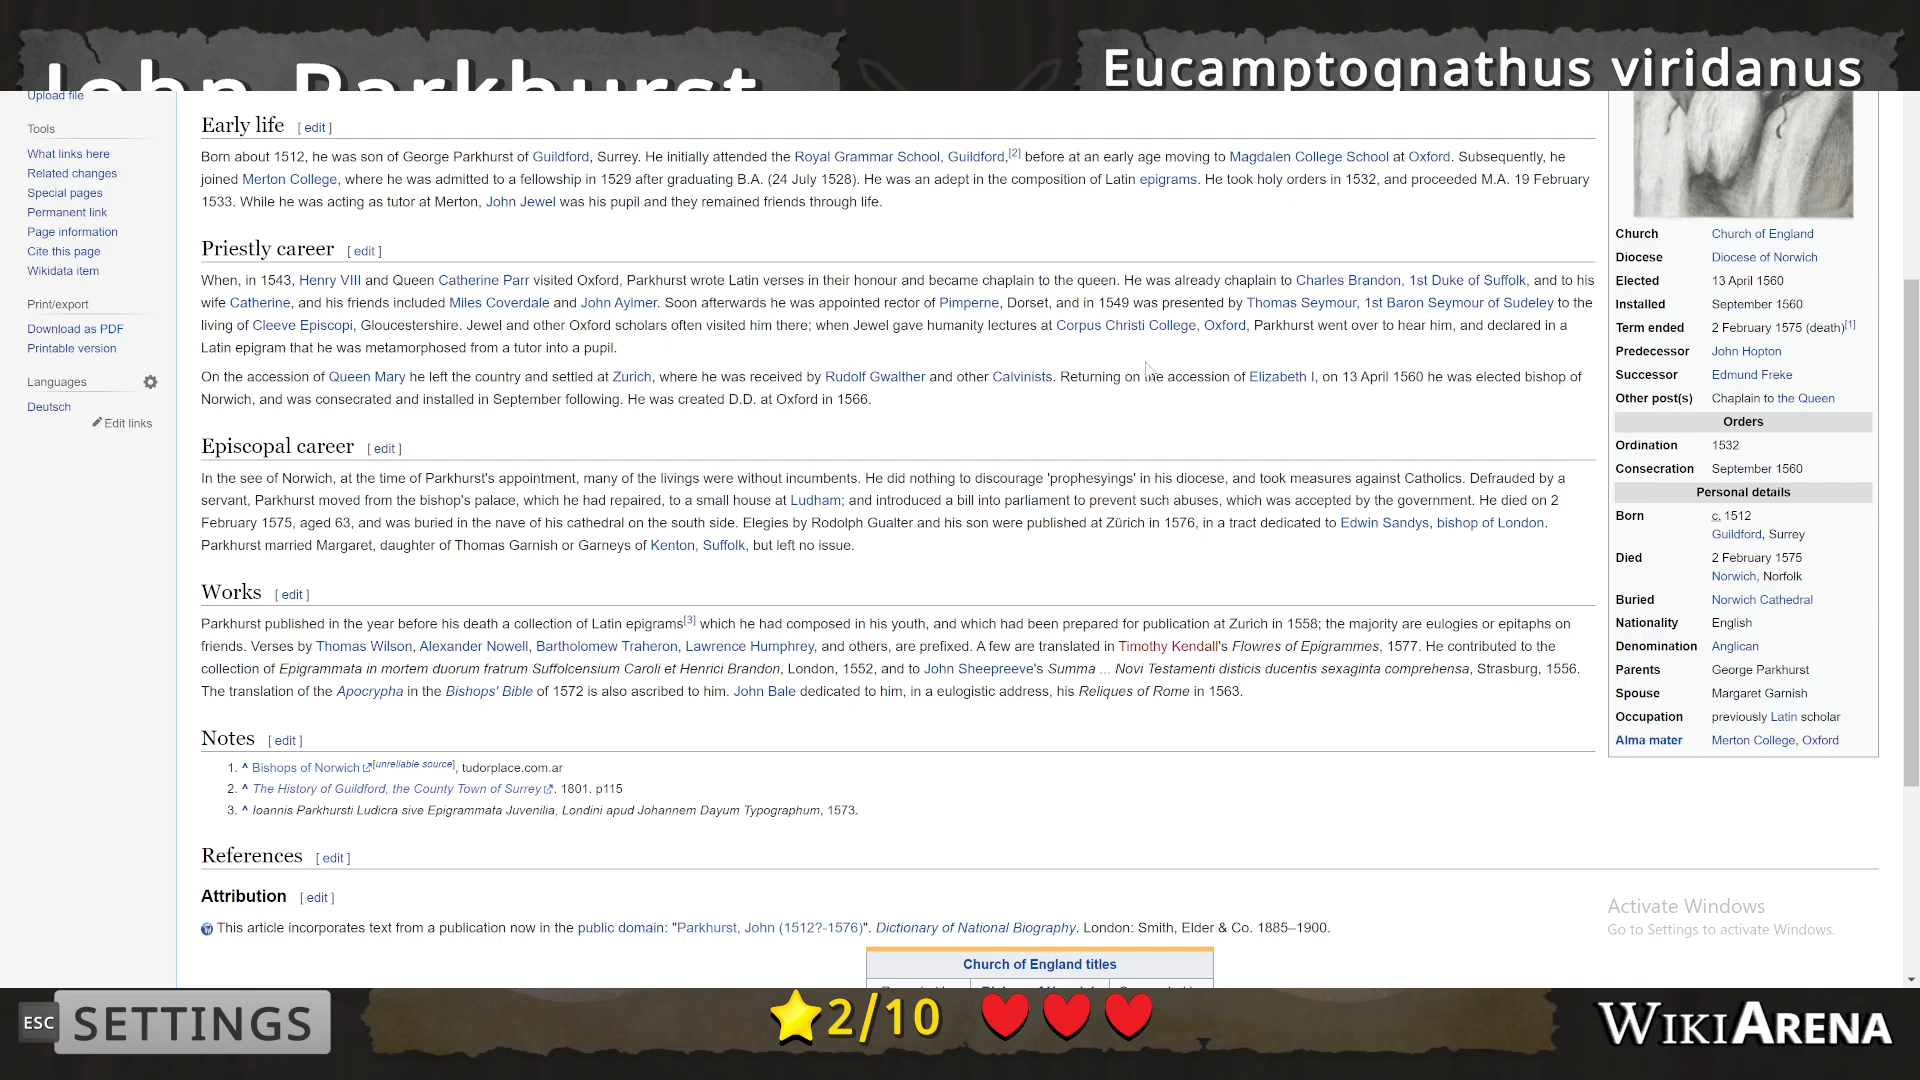 John Parkhurst
Eucamptognathus viridanus
Upload file
Tools
What links here
Related changes
Special pages
Permanent link
Page information
Cite this page
Wikidata item
Print/export
Download as PDF
Printable version
Languages
Deutsch
Edit links
Early life [ edit ]
Born about 1512, he was son of George Parkhurst of Guildford, Surrey. He initially attended the Royal Grammar School, Guildford,[2] before at an early age moving to Magdalen College School at Oxford. Subsequently, he
joined Merton College, where he was admitted to a fellowship in 1529 after graduating B.A. (24 July 1528). He was an adept in the composition of Latin epigrams. He took holy orders in 1532, and proceeded M.A. 19 February
1533. While he was acting as tutor at Merton, John Jewel was his pupil and they remained friends through life.
Priestly career [ edit ]
When, in 1543, Henry VIII and Queen Catherine Parr visited Oxford, Parkhurst wrote Latin verses in their honour and became chaplain to the queen. He was already chaplain to Charles Brandon, 1st Duke of Suffolk, and to his
wife Catherine, and his friends included Miles Coverdale and John Aylmer. Soon afterwards he was appointed rector of Pimperne, Dorset, and in 1549 was presented by Thomas Seymour, 1st Baron Seymour of Sudeley to the
living of Cleeve Episcopi, Gloucestershire. Jewel and other Oxford scholars often visited him there; when Jewel gave humanity lectures at Corpus Christi College, Oxford, Parkhurst went over to hear him, and declared in a
Latin epigram that he was metamorphosed from a tutor into a pupil.
On the accession of Queen Mary he left the country and settled at Zurich, where he was received by Rudolf Gwalther and other Calvinists. Returning on the accession of Elizabeth I, on 13 April 1560 he was elected bishop of
Norwich, and was consecrated and installed in September following. He was created D.D. at Oxford in 1566.
Episcopal career [ edit ]
In the see of Norwich, at the time of Parkhurst's appointment, many of the livings were without incumbents. He did nothing to discourage 'prophesyings' in his diocese, and took measures against Catholics. Defrauded by a
servant, Parkhurst moved from the bishop's palace, which he had repaired, to a small house at Ludham; and introduced a bill into parliament to prevent such abuses, which was accepted by the government. He died on 2
February 1575, aged 63, and was buried in the nave of his cathedral on the south side. Elegies by Rodolph Gualter and his son were published at Zürich in 1576, in a tract dedicated to Edwin Sandys, bishop of London.
Parkhurst married Margaret, daughter of Thomas Garnish or Garneys of Kenton, Suffolk, but left no issue.
Works [ edit ]
Parkhurst published in the year before his death a collection of Latin epigrams[3] which he had composed in his youth, and which had been prepared for publication at Zurich in 1558; the majority are eulogies or epitaphs on
friends. Verses by Thomas Wilson, Alexander Nowell, Bartholomew Traheron, Lawrence Humphrey, and others, are prefixed. A few are translated in Timothy Kendall's Flowres of Epigrammes, 1577. He contributed to the
collection of Epigrammata in mortem duorum fratrum Suffolcensium Caroli et Henrici Brandon, London, 1552, and to John Sheepreeve's Summa ... Novi Testamenti disticis ducentis sexaginta comprehensa, Strasburg, 1556.
The translation of the Apocrypha in the Bishops' Bible of 1572 is also ascribed to him. John Bale dedicated to him, in a eulogistic address, his Reliques of Rome in 1563.
Notes [ edit ]
1. ^ Bishops of Norwich [unreliable source], tudorplace.com.ar
2. ^ The History of Guildford, the County Town of Surrey . 1801. p115
3. ^ Ioannis Parkhursti Ludicra sive Epigrammata Juvenilia, Londini apud Johannem Dayum Typographum, 1573.
References [ edit ]
Attribution [ edit ]
This article incorporates text from a publication now in the public domain: "Parkhurst, John (1512?-1576)". Dictionary of National Biography. London: Smith, Elder & Co. 1885–1900.
Church of England titles
Church Church of England
Diocese Diocese of Norwich
Elected 13 April 1560
Installed September 1560
Term ended 2 February 1575 (death)[1]
Predecessor John Hopton
Successor Edmund Freke
Other post(s) Chaplain to the Queen
Orders
Ordination 1532
Consecration September 1560
Personal details
Born c. 1512
Guildford, Surrey
Died 2 February 1575
Norwich, Norfolk
Buried Norwich Cathedral
Nationality English
Denomination Anglican
Parents George Parkhurst
Spouse Margaret Garnish
Occupation previously Latin scholar
Alma mater Merton College, Oxford
Activate Windows
Go to Settings to activate Windows.
ESC SETTINGS
2/10
WIKIARENA